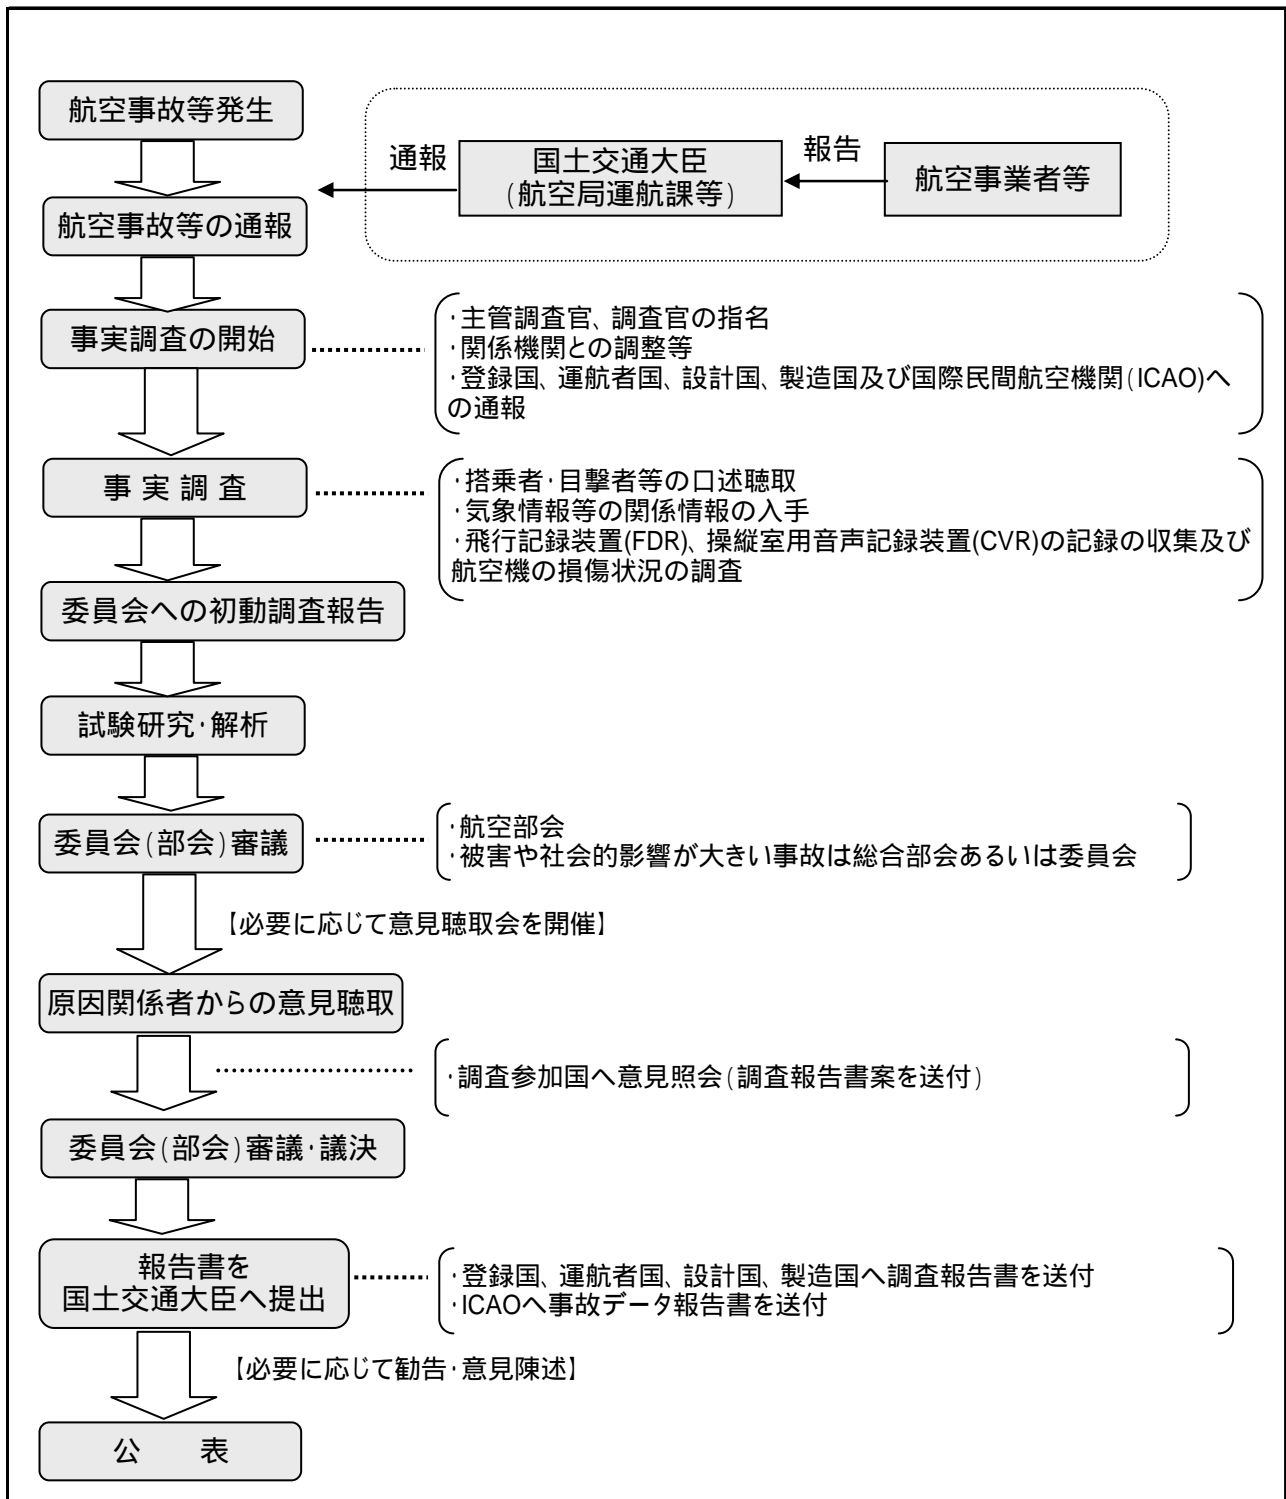 航空事故等発生
通報
国土交通大臣
(航空局運航課等)
報告
航空事業者等
航空事故等の通報
事実調査の開始
・主管調査官、調査官の指名
・関係機関との調整等
・登録国、運航者国、設計国、製造国及び国際民間航空機関(ICAO)へ
の通報
事 実 調 査
・搭乗者・目撃者等の口述聴取
・気象情報等の関係情報の入手
・飛行記録装置(FDR)、操縦室用音声記録装置(CVR)の記録の収集及び
航空機の損傷状況の調査
委員会への初動調査報告
試験研究・解析
委員会(部会)審議
・航空部会
・被害や社会的影響が大きい事故は総合部会あるいは委員会
【必要に応じて意見聴取会を開催】
原因関係者からの意見聴取
・調査参加国へ意見照会(調査報告書案を送付)
委員会(部会)審議・議決
報告書を
国土交通大臣へ提出
・登録国、運航者国、設計国、製造国へ調査報告書を送付
・ICAOへ事故データ報告書を送付
【必要に応じて勧告・意見陳述】
公 表